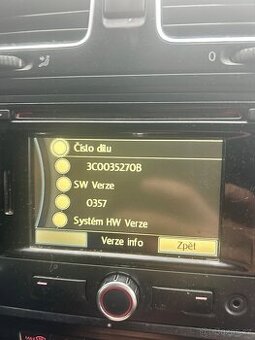 Číslo dílu
3C0035270B
SW Verze
0357
Systém HW Verze
Verze info
Zpět